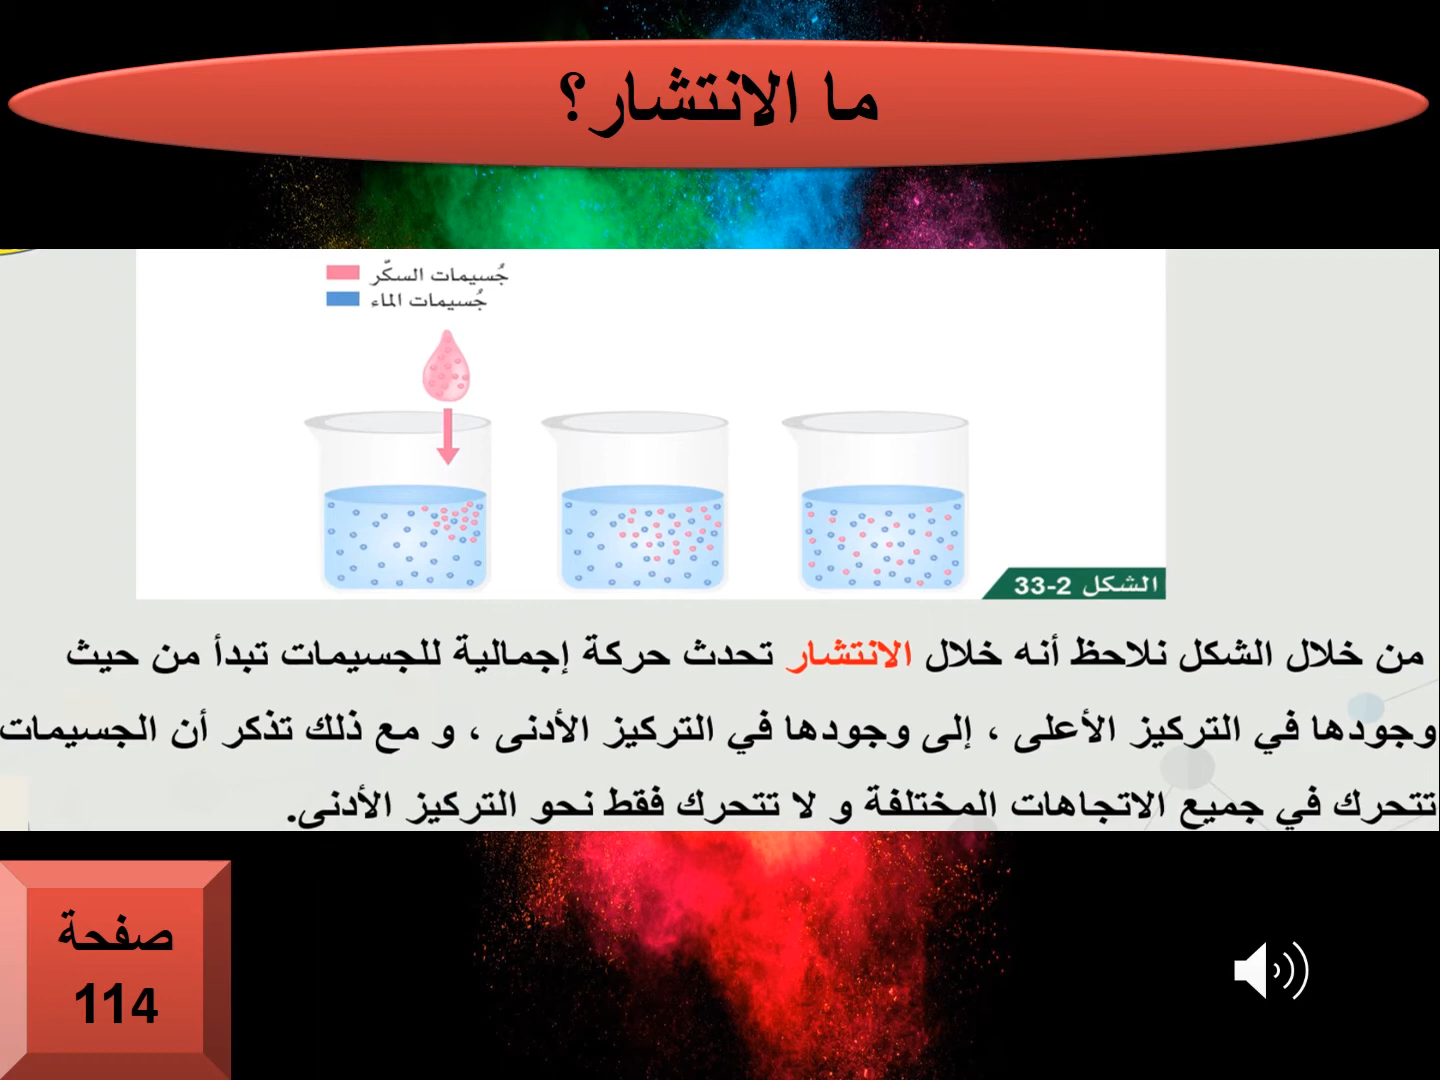 ما الانتشار؟
جُسيمات السكّر
جُسيمات الماء
الشكل 2-33
من خلال الشكل نلاحظ أنه خلال الانتشار تحدث حركة إجمالية للجسيمات تبدأ من حيث
وجودها في التركيز الأعلى ، إلى وجودها في التركيز الأدنى ، و مع ذلك تذكر أن الجسيمات
تتحرك في جميع الاتجاهات المختلفة و لا تتحرك فقط نحو التركيز الأدنى.
صفحة
114